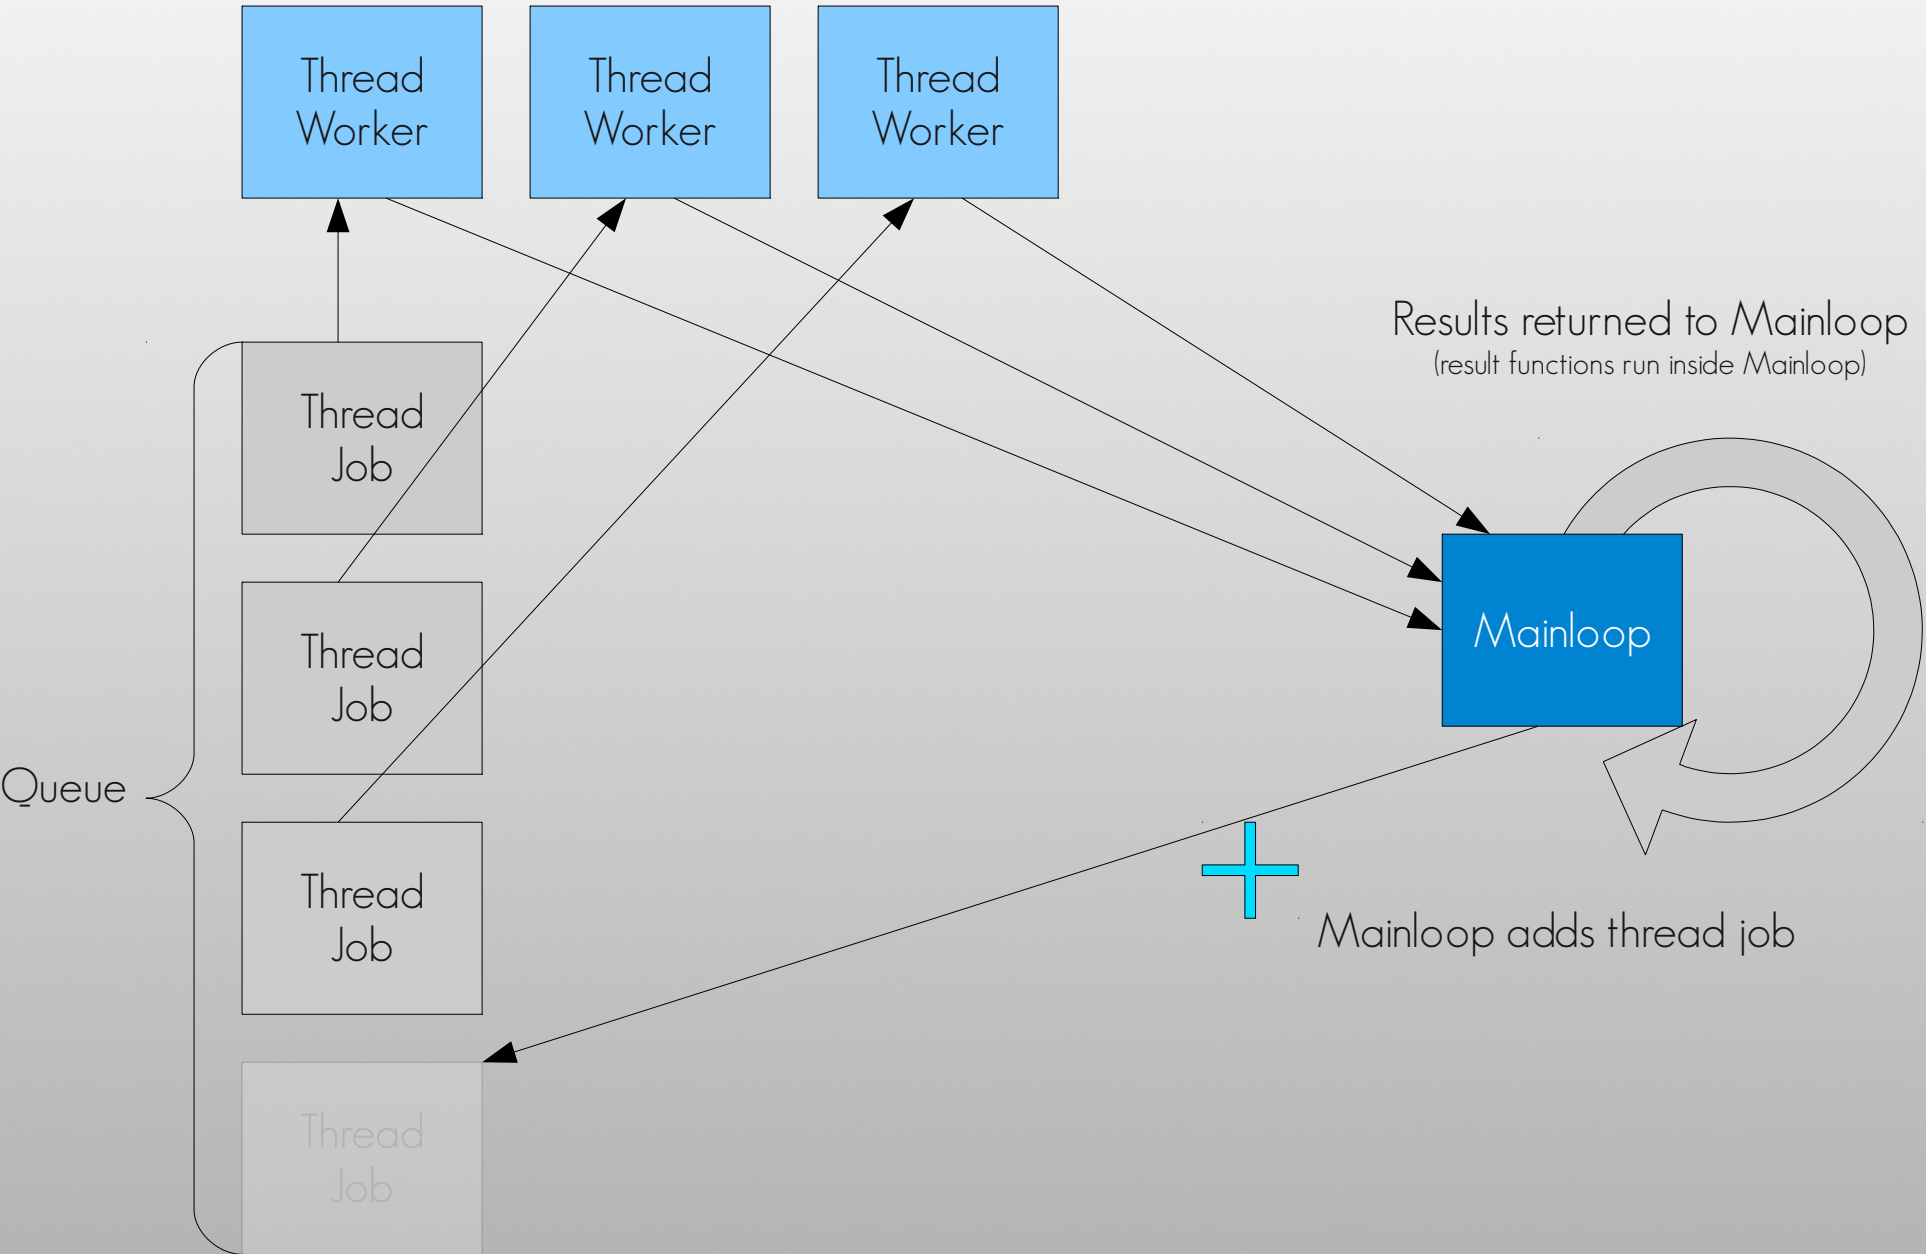 Thread
Worker
Thread
Worker
Thread
Worker
Results returned to Mainloop
(result functions run inside Mainloop)
Thread
Job
Mainloop
Thread
Job
Queue
Thread
Job
Mainloop adds thread job
Thread
Job